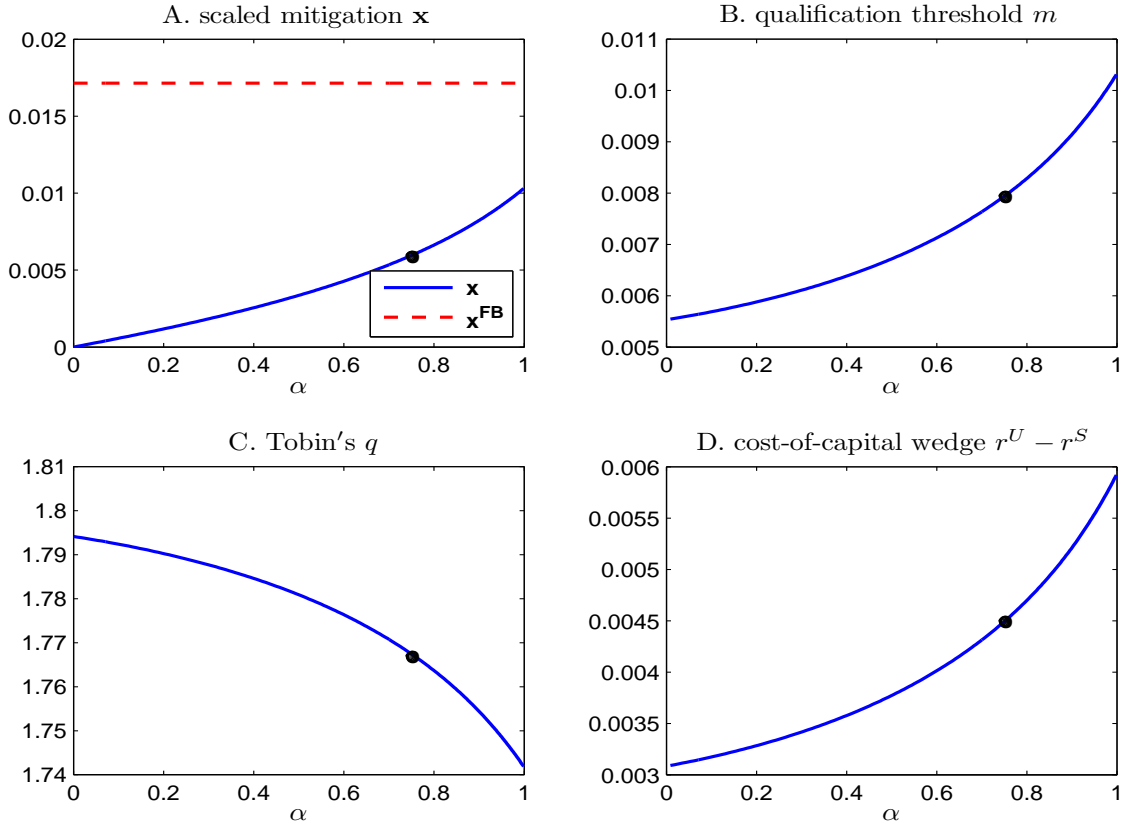 A. scaled mitigation x
0.02
0.015
0.01
0.005
0
0 0.2 0.4 0.6 0.8 1
α
x
x^FB
B. qualification threshold m
0.011
0.01
0.009
0.008
0.007
0.006
0.005
0 0.2 0.4 0.6 0.8 1
α
C. Tobin's q
1.81
1.8
1.79
1.78
1.77
1.76
1.75
1.74
0 0.2 0.4 0.6 0.8 1
α
D. cost-of-capital wedge r^U − r^S
0.006
0.0055
0.005
0.0045
0.004
0.0035
0.003
0 0.2 0.4 0.6 0.8 1
α